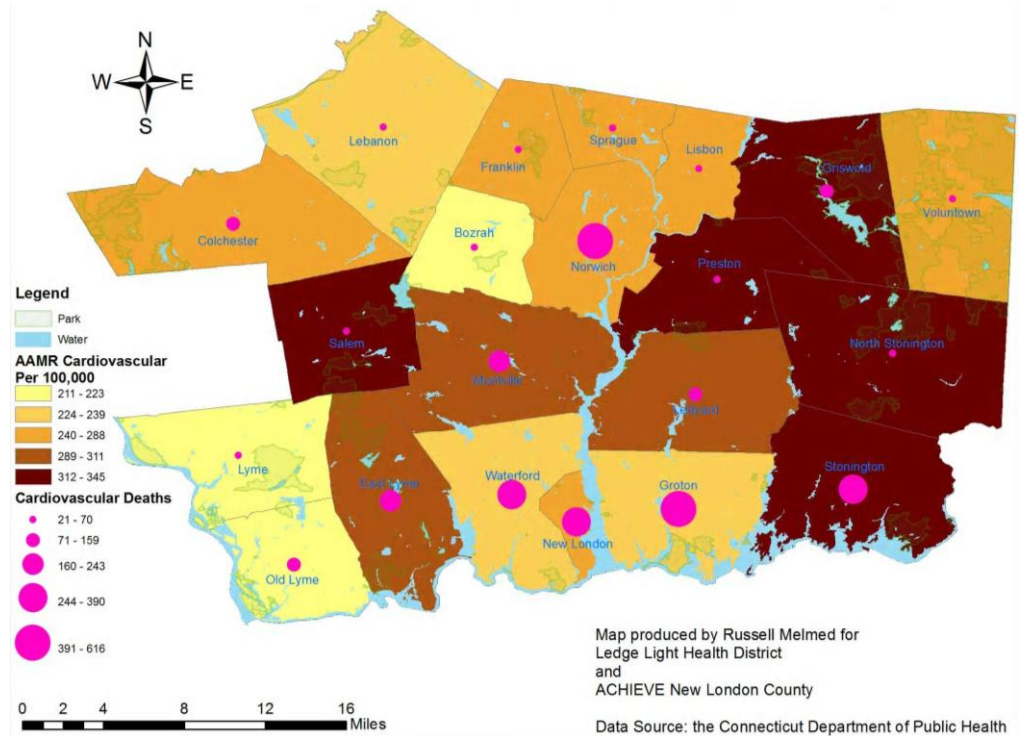 N
W E
S
Lebanon
Sprague
Franklin
Lisbon
Griswold
Voluntown
Colchester
Bozrah
Norwich
Preston
Salem
North Stonington
Montville
Ledyard
Lyme
Waterford
East Lyme
Groton
Stonington
New London
Old Lyme
Legend
Park
Water
AAMR Cardiovascular
Per 100,000
211 - 223
224 - 239
240 - 288
289 - 311
312 - 345
Cardiovascular Deaths
21 - 70
71 - 159
160 - 243
244 - 390
391 - 616
0 2 4 8 12 16
Miles
Map produced by Russell Melmed for
Ledge Light Health District
and
ACHIEVE New London County
Data Source: the Connecticut Department of Public Health